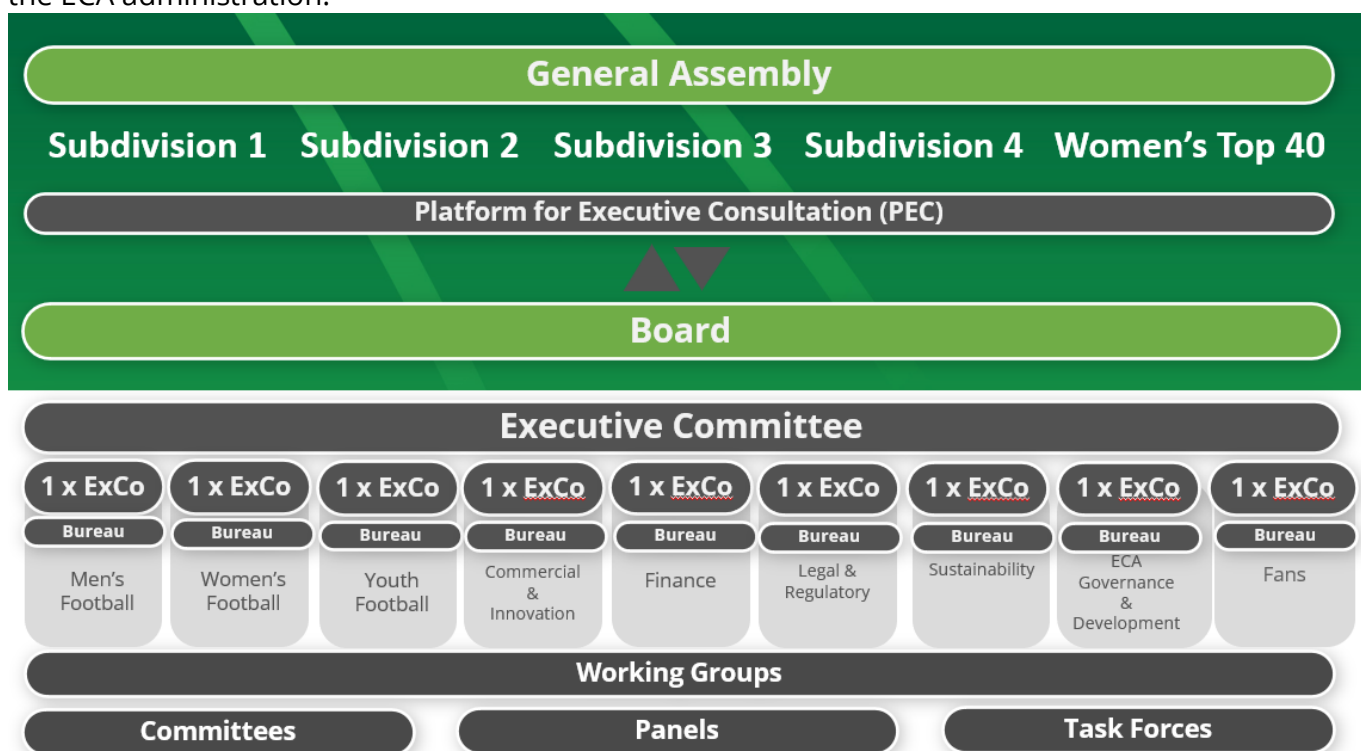 the ECA administration.
General Assembly
Subdivision 1 Subdivision 2 Subdivision 3 Subdivision 4 Women's Top 40
Platform for Executive Consultation (PEC)
Board
Executive Committee
1 x ExCo 1 x ExCo 1 x ExCo 1 x ExCo 1 x ExCo 1 x ExCo 1 x ExCo 1 x ExCo 1 x ExCo
Bureau Bureau Bureau Bureau Bureau Bureau Bureau Bureau Bureau
Men's
Football
Women's
Football
Youth
Football
Commercial
&
Innovation
Finance
Legal &
Regulatory
Sustainability
ECA
Governance
&
Development
Fans
Working Groups
Committees Panels Task Forces